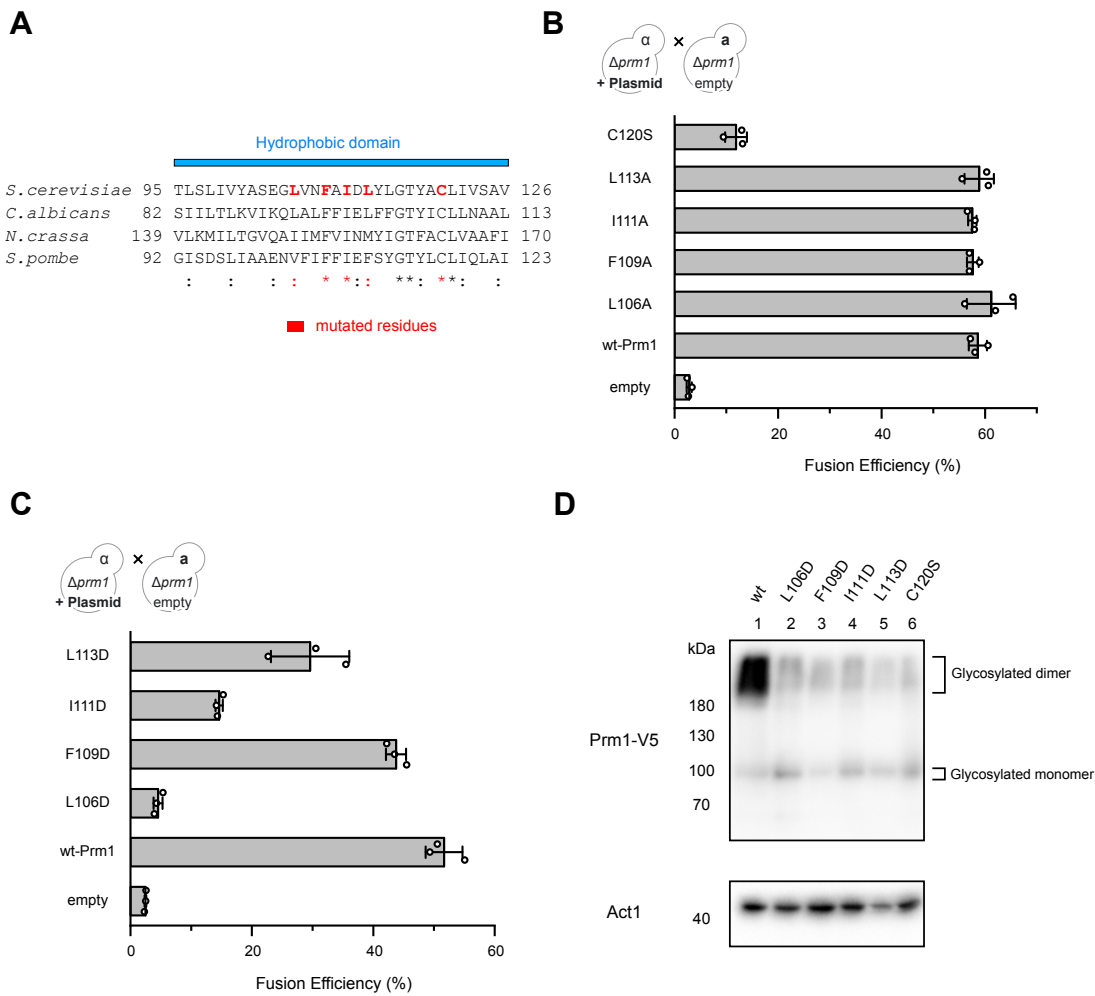 A
Hydrophobic domain
S.cerevisiae 95 TLSLIVYASEGLVNFAIDLYLGTYACLIVSAV 126
C.albicans 82 SIILTLKVIKQLALFFIELFFGTYICLLNAAL 113
N.crassa 139 VLKMILTGVQAIIMFVINMYIGTFACLVAAFI 170
S.pombe 92 GISDSLIAAENVFIFFIEFSYGTYLCLIQLAI 123
: : : : * *: : **: *: :
mutated residues
B
α × a
Δprm1 Δprm1
+ Plasmid empty
C120S
L113A
I111A
F109A
L106A
wt-Prm1
empty
0 20 40 60
Fusion Efficiency (%)
C
α × a
Δprm1 Δprm1
+ Plasmid empty
L113D
I111D
F109D
L106D
wt-Prm1
empty
0 20 40 60
Fusion Efficiency (%)
D
wt L106D F109D I111D L113D C120S
1 2 3 4 5 6
kDa
Glycosylated dimer
180
130
Prm1-V5
100
Glycosylated monomer
70
Act1
40